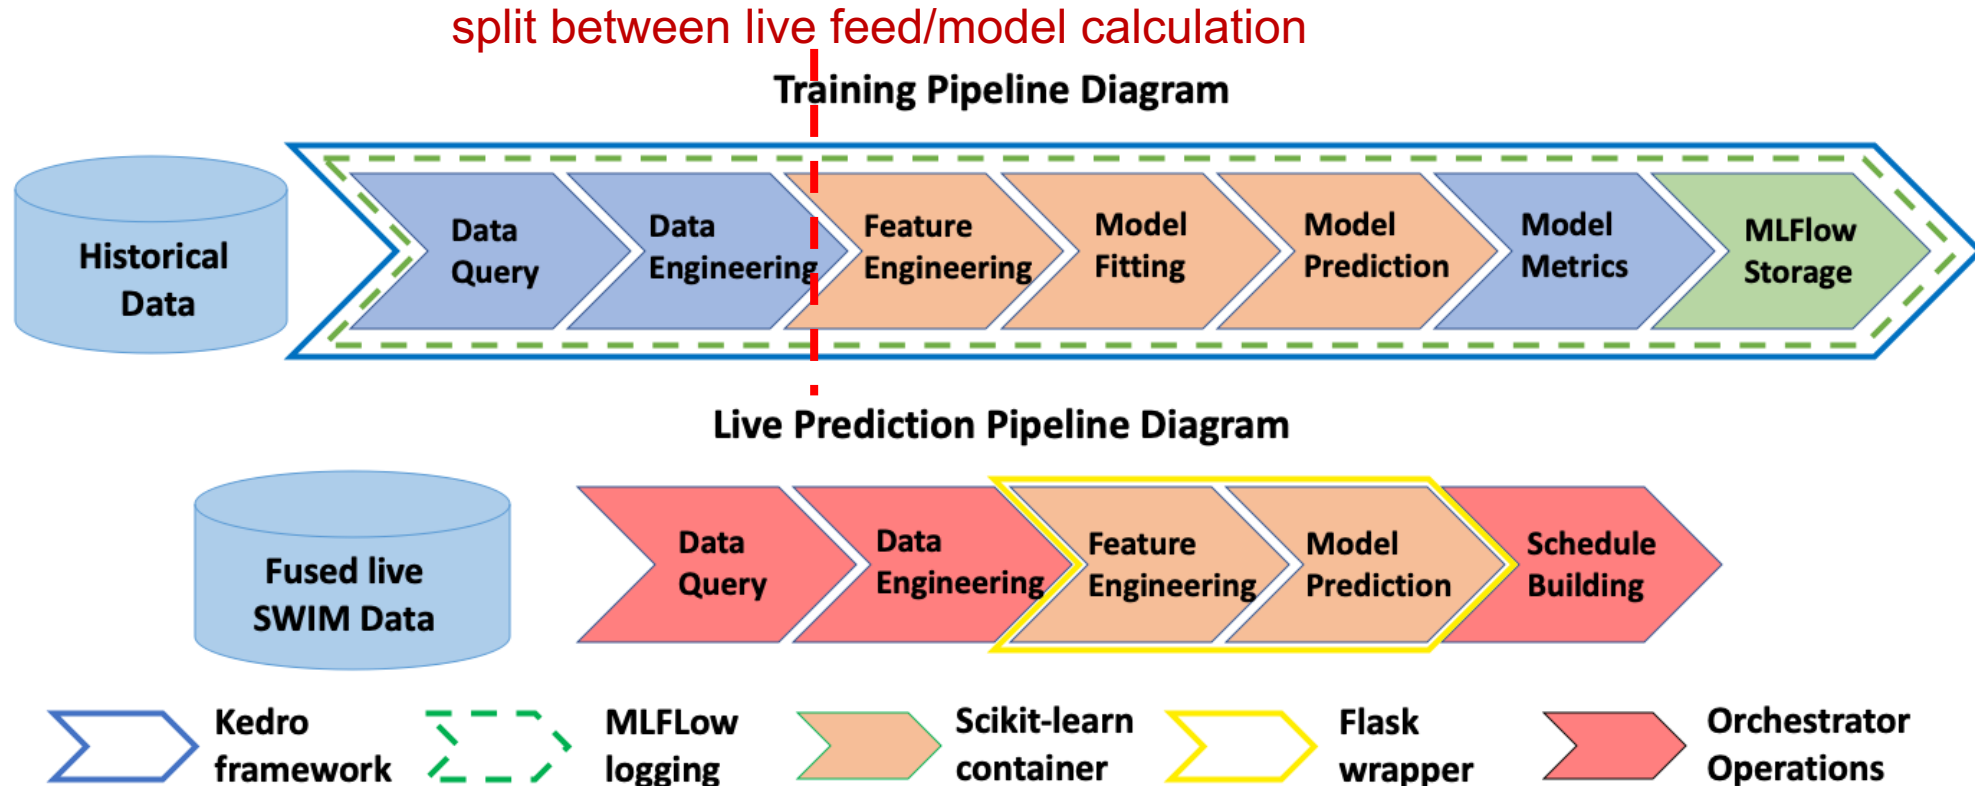 split between live feed/model calculation
Training Pipeline Diagram
Historical
Data
Data
Query
Data
Engineering
Feature
Engineering
Model
Fitting
Model
Prediction
Model
Metrics
MLFlow
Storage
Live Prediction Pipeline Diagram
Fused live
SWIM Data
Data
Query
Data
Engineering
Feature
Engineering
Model
Prediction
Schedule
Building
Kedro
framework
MLFLow
logging
Scikit-learn
container
Flask
wrapper
Orchestrator
Operations